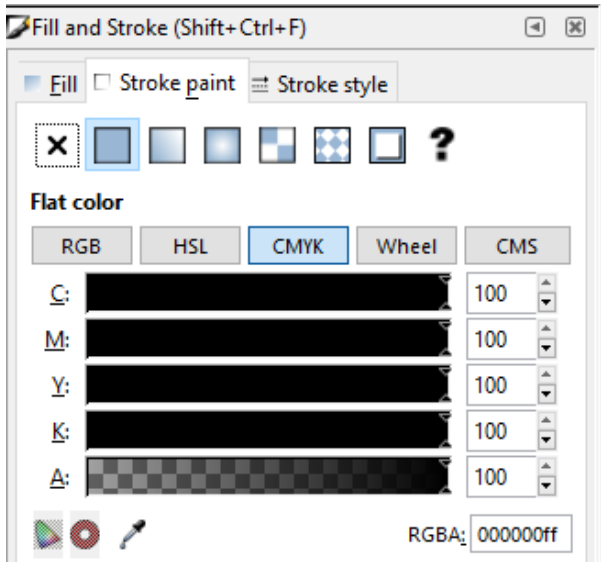 Fill and Stroke (Shift+Ctrl+F)
Fill Stroke paint Stroke style
?
Flat color
RGB HSL CMYK Wheel CMS
C: 100
M: 100
Y: 100
K: 100
A: 100
RGBA: 000000ff